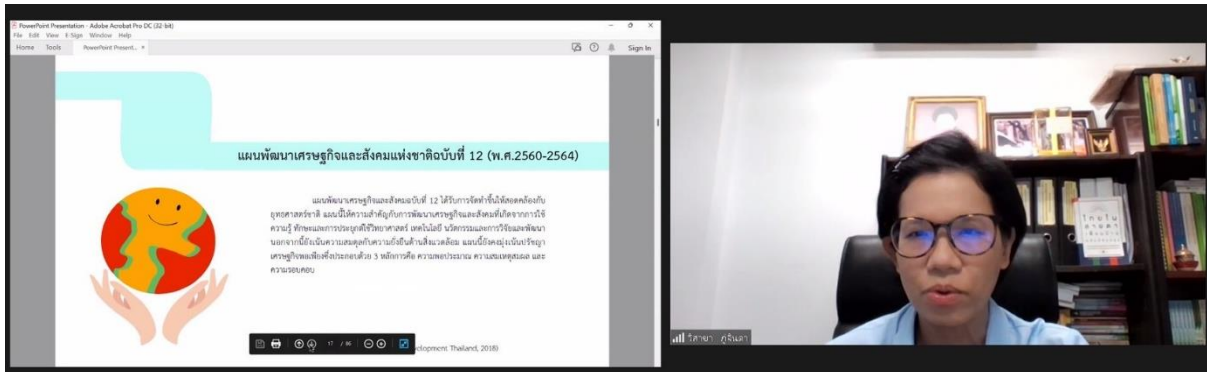 PowerPoint Presentation - Adobe Acrobat Pro DC (32-bit)
File Edit View E-Sign Window Help
Home Tools PowerPoint Present... × Sign In
แผนพัฒนาเศรษฐกิจและสังคมแห่งชาติฉบับที่ 12 (พ.ศ.2560-2564)
แผนพัฒนาเศรษฐกิจและสังคมฉบับที่ 12 ได้รับการจัดทำขึ้นให้สอดคล้องกับ
ยุทธศาสตร์ชาติ แผนนี้ให้ความสำคัญกับการพัฒนาเศรษฐกิจและสังคมที่เกิดจากการใช้
ความรู้ ทักษะและการประยุกต์ใช้วิทยาศาสตร์ เทคโนโลยี นวัตกรรมและการวิจัยและพัฒนา
นอกจากนี้ยังเน้นความสมดุลกับความยั่งยืนด้านสิ่งแวดล้อม แผนนี้ยังคงมุ่งเน้นปรัชญา
เศรษฐกิจพอเพียงซึ่งประกอบด้วย 3 หลักการคือ ความพอประมาณ ความสมเหตุสมผล และ
ความรอบคอบ
17 / 86
elopment Thailand, 2018)
วิสาขา ภู่จินดา